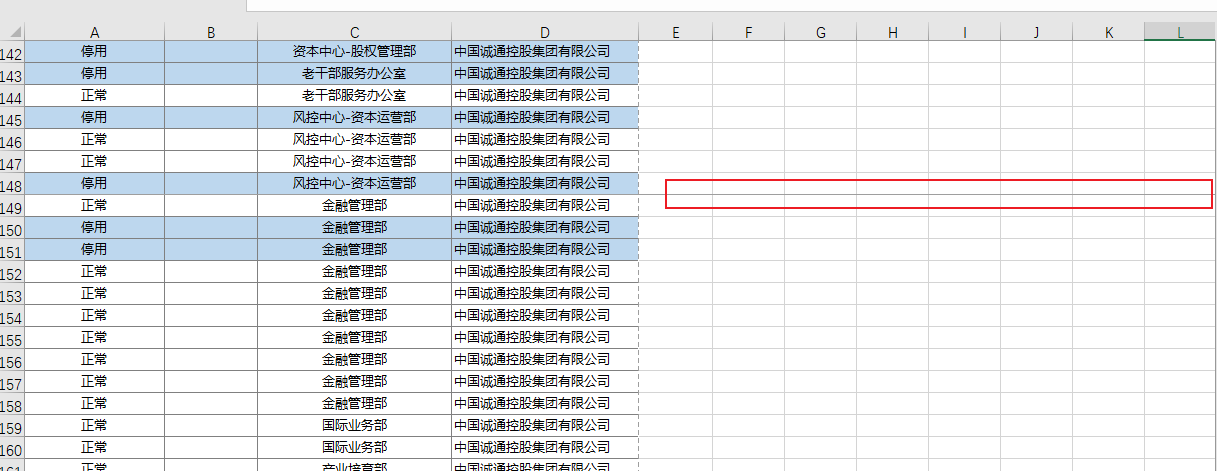 A B C D E F G H I J K L
142 停用 资本中心-股权管理部 中国诚通控股集团有限公司
143 停用 老干部服务办公室 中国诚通控股集团有限公司
144 正常 老干部服务办公室 中国诚通控股集团有限公司
145 停用 风控中心-资本运营部 中国诚通控股集团有限公司
146 正常 风控中心-资本运营部 中国诚通控股集团有限公司
147 正常 风控中心-资本运营部 中国诚通控股集团有限公司
148 停用 风控中心-资本运营部 中国诚通控股集团有限公司
149 正常 金融管理部 中国诚通控股集团有限公司
150 停用 金融管理部 中国诚通控股集团有限公司
151 停用 金融管理部 中国诚通控股集团有限公司
152 正常 金融管理部 中国诚通控股集团有限公司
153 正常 金融管理部 中国诚通控股集团有限公司
154 正常 金融管理部 中国诚通控股集团有限公司
155 正常 金融管理部 中国诚通控股集团有限公司
156 正常 金融管理部 中国诚通控股集团有限公司
157 正常 金融管理部 中国诚通控股集团有限公司
158 正常 金融管理部 中国诚通控股集团有限公司
159 正常 国际业务部 中国诚通控股集团有限公司
160 正常 国际业务部 中国诚通控股集团有限公司
161 正常 产业培育部 中国诚通控股集团有限公司